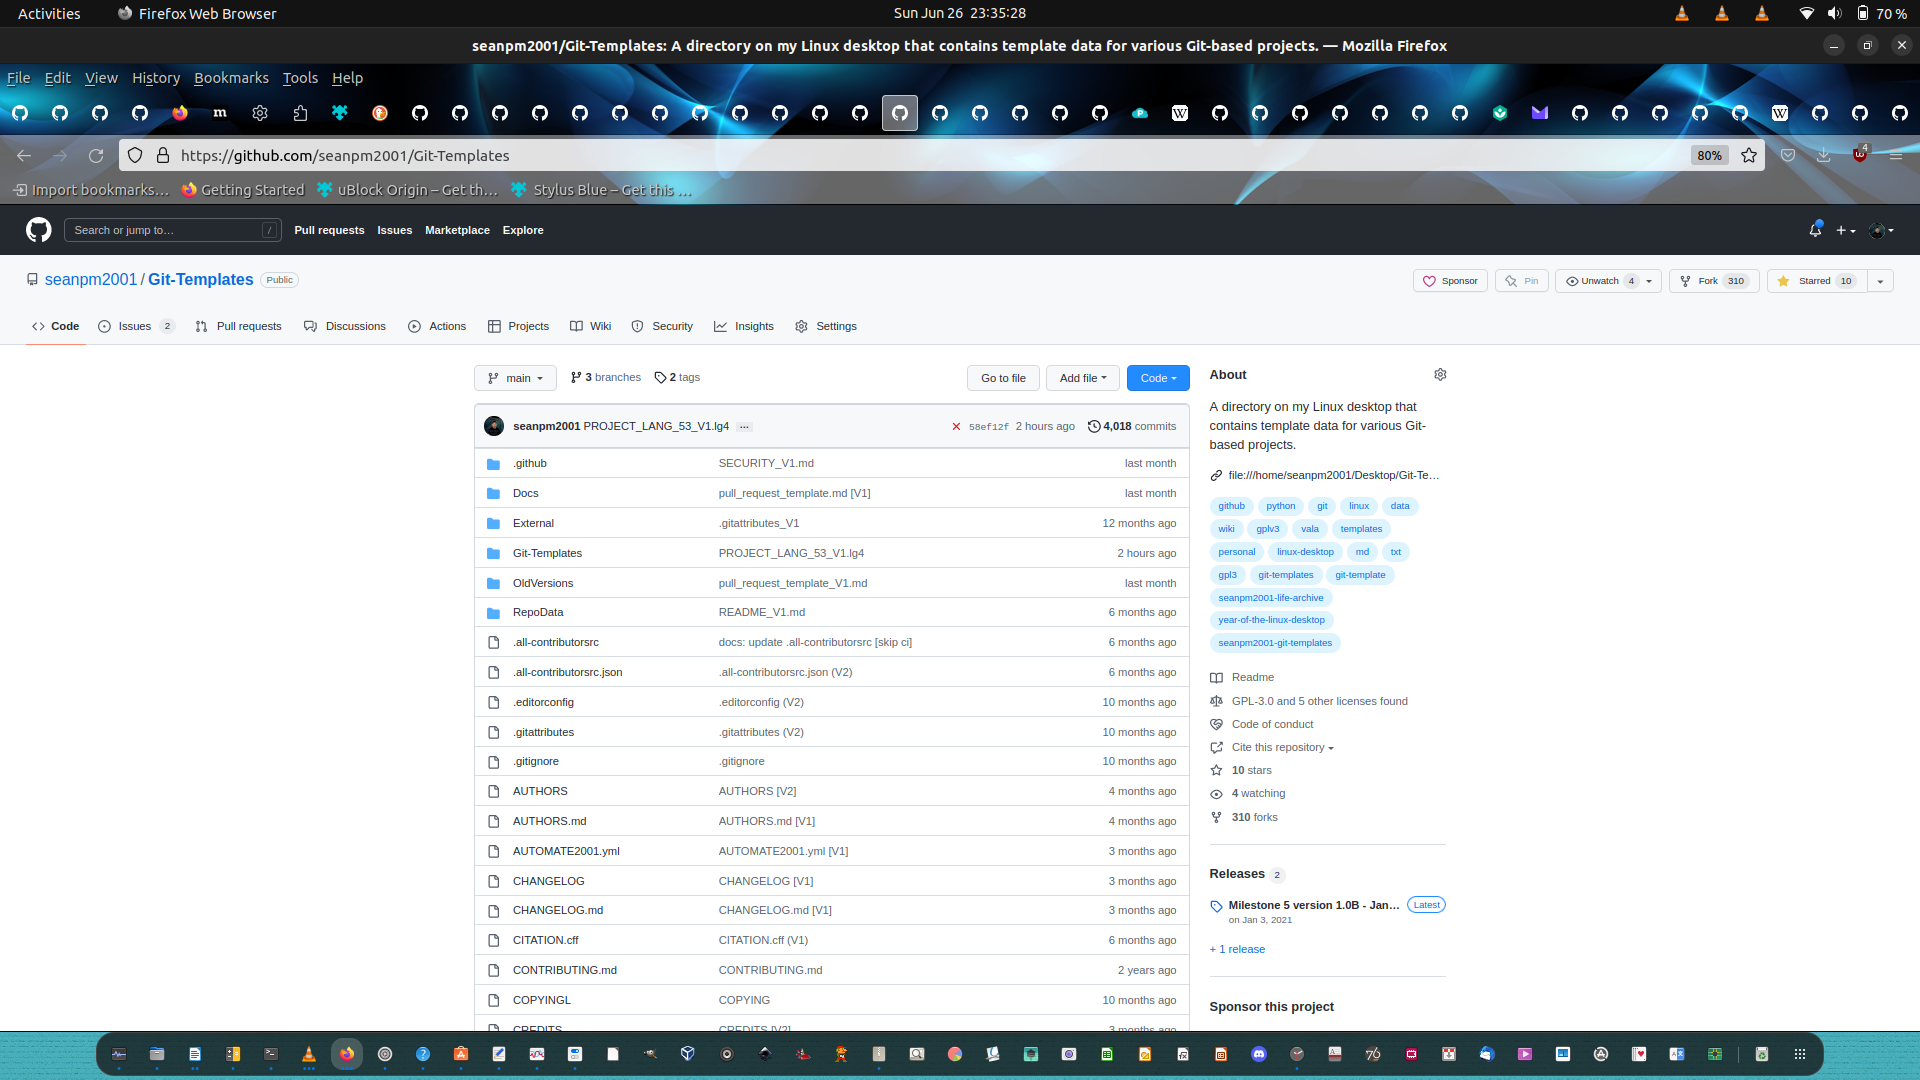 Activities Firefox Web Browser Sun Jun 26 23:35:28 70 %
seanpm2001/Git-Templates: A directory on my Linux desktop that contains template data for various Git-based projects. — Mozilla Firefox
File Edit View History Bookmarks Tools Help
https://github.com/seanpm2001/Git-Templates 80% 4
Import bookmarks… Getting Started uBlock Origin – Get th… Stylus Blue – Get this …
Search or jump to… / Pull requests Issues Marketplace Explore
seanpm2001 / Git-Templates Public Sponsor Pin Unwatch 4 Fork 310 Starred 10
Code Issues 2 Pull requests Discussions Actions Projects Wiki Security Insights Settings
main 3 branches 2 tags Go to file Add file Code
seanpm2001 PROJECT_LANG_53_V1.lg4 ... 58ef12f 2 hours ago 4,018 commits
.github SECURITY_V1.md last month
Docs pull_request_template.md [V1] last month
External .gitattributes_V1 12 months ago
Git-Templates PROJECT_LANG_53_V1.lg4 2 hours ago
OldVersions pull_request_template_V1.md last month
RepoData README_V1.md 6 months ago
.all-contributorsrc docs: update .all-contributorsrc [skip ci] 6 months ago
.all-contributorsrc.json .all-contributorsrc.json (V2) 6 months ago
.editorconfig .editorconfig (V2) 10 months ago
.gitattributes .gitattributes (V2) 10 months ago
.gitignore .gitignore 10 months ago
AUTHORS AUTHORS [V2] 4 months ago
AUTHORS.md AUTHORS.md [V1] 4 months ago
AUTOMATE2001.yml AUTOMATE2001.yml [V1] 3 months ago
CHANGELOG CHANGELOG [V1] 3 months ago
CHANGELOG.md CHANGELOG.md [V1] 3 months ago
CITATION.cff CITATION.cff (V1) 6 months ago
CONTRIBUTING.md CONTRIBUTING.md 2 years ago
COPYINGL COPYING 10 months ago
CREDITS CREDITS [V2] 3 months ago
About
A directory on my Linux desktop that
contains template data for various Git-
based projects.
file:///home/seanpm2001/Desktop/Git-Te…
github python git linux data
wiki gplv3 vala templates
personal linux-desktop md txt
gpl3 git-templates git-template
seanpm2001-life-archive
year-of-the-linux-desktop
seanpm2001-git-templates
Readme
GPL-3.0 and 5 other licenses found
Code of conduct
Cite this repository
10 stars
4 watching
310 forks
Releases 2
Milestone 5 version 1.0B - Jan… Latest
on Jan 3, 2021
+ 1 release
Sponsor this project